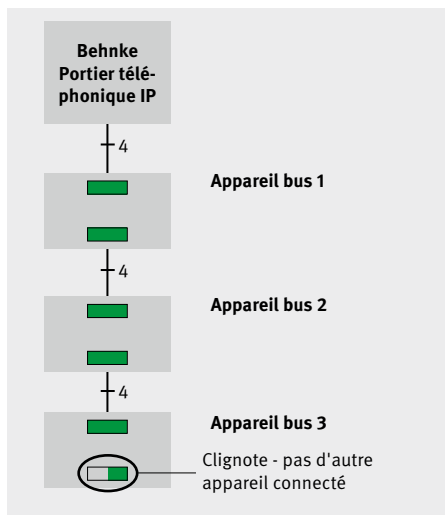 Behnke
Portier télé-
phonique IP
4
Appareil bus 1
4
Appareil bus 2
4
Appareil bus 3
Clignote - pas d'autre
appareil connecté